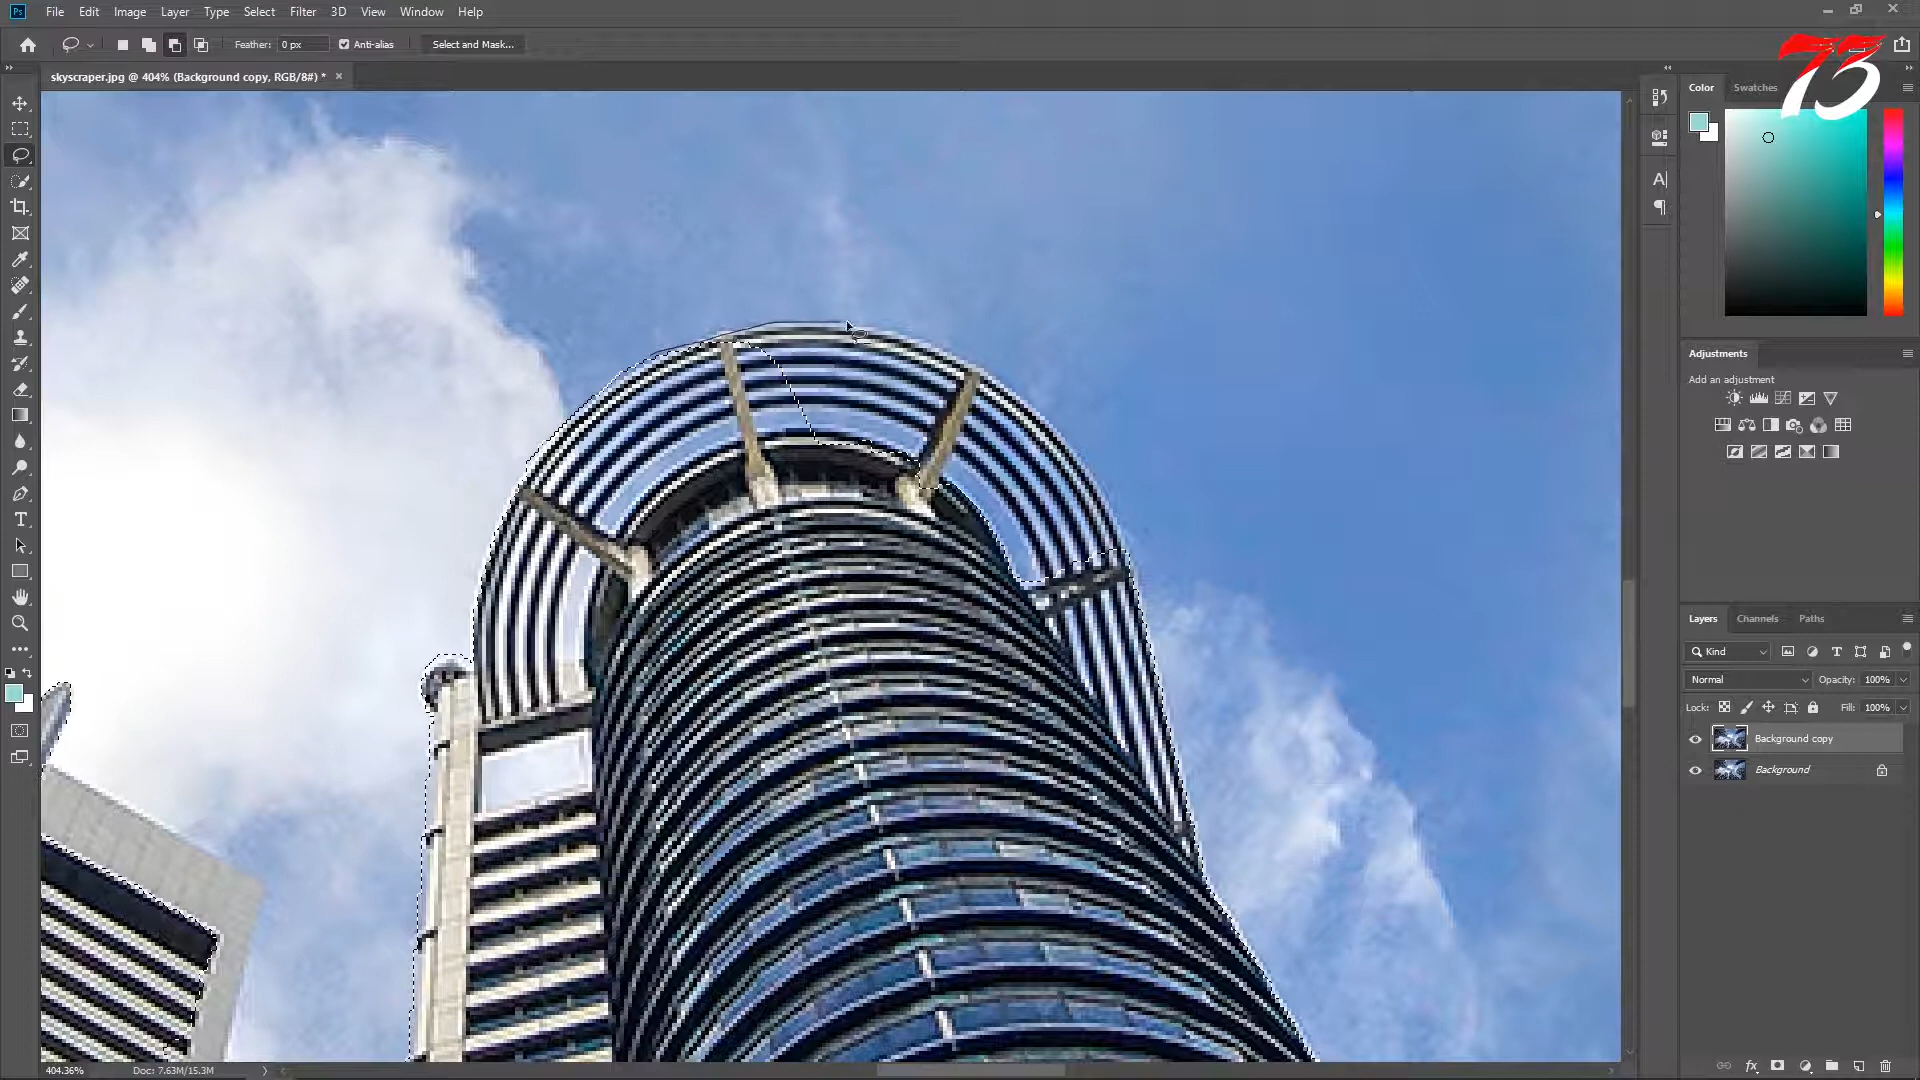 Ps File Edit Image Layer Type Select Filter 3D View Window Help
Feather: 0 px Anti-alias Select and Mask...
73
skyscraper.jpg @ 404% (Background copy, RGB/8#) * ×
Color Swatches
Adjustments
Add an adjustment
Layers Channels Paths
Kind
Normal Opacity: 100%
Lock: Fill: 100%
Background copy
Background
404.36% Doc: 7.63M/15.3M